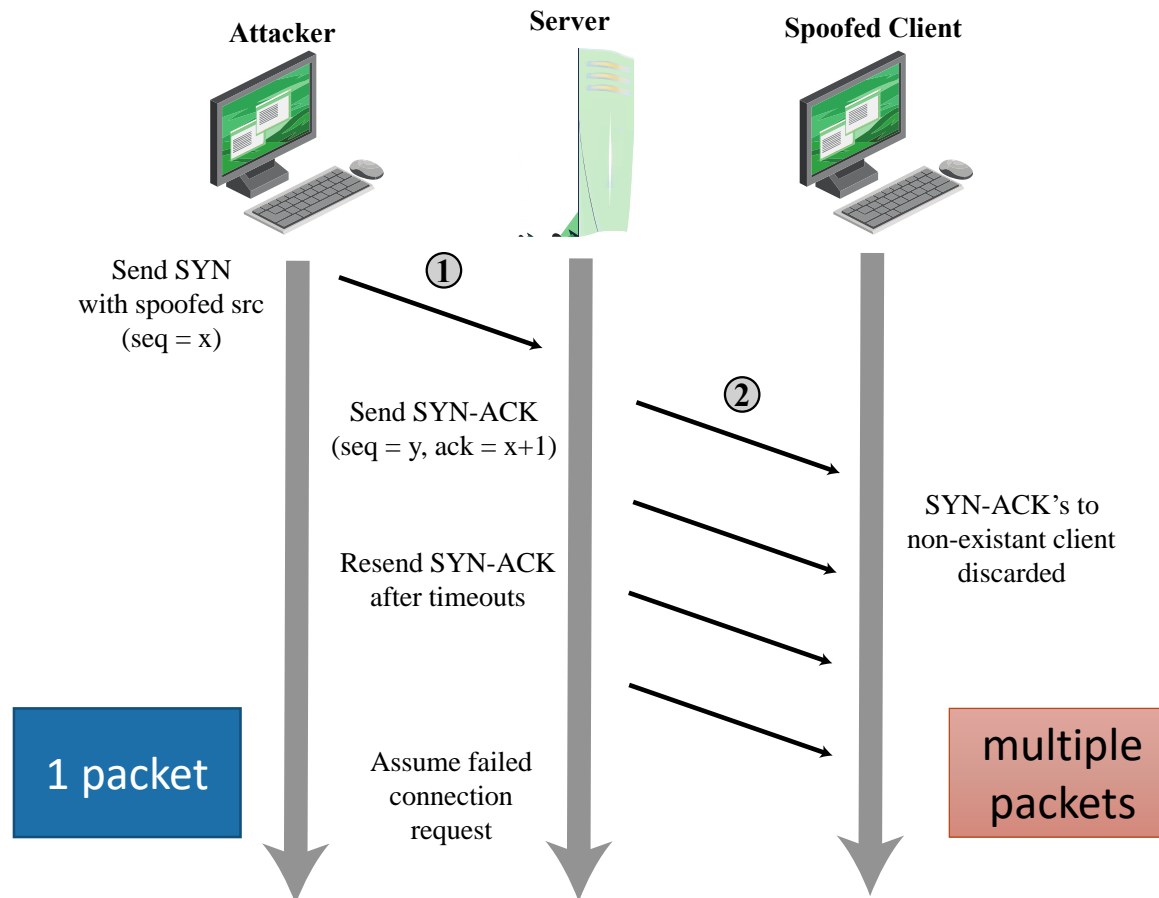 Attacker
Server
Spoofed Client
Send SYN
with spoofed src
(seq = x)
1
Send SYN-ACK
(seq = y, ack = x+1)
2
SYN-ACK’s to
non-existant client
discarded
Resend SYN-ACK
after timeouts
Assume failed
connection
request
1 packet
multiple
packets